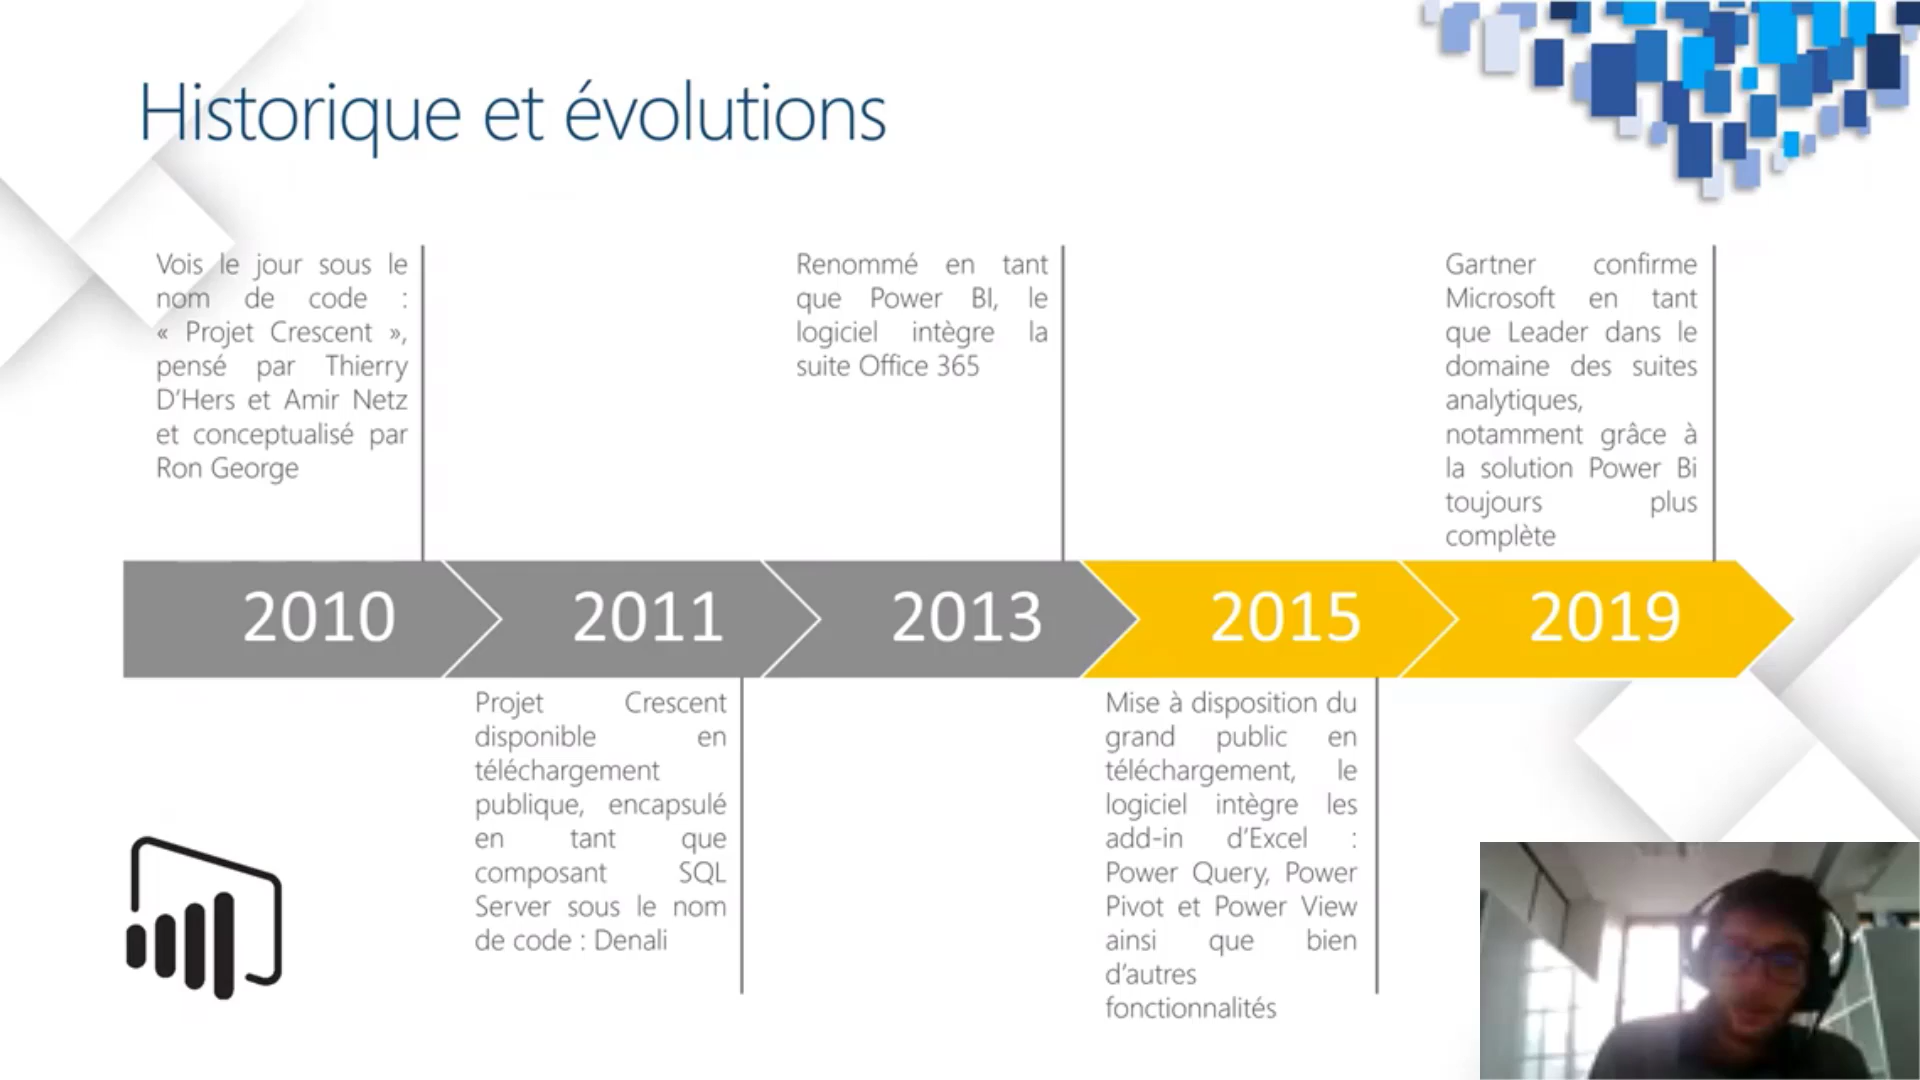 Historique et évolutions
Vois le jour sous le
nom de code :
« Projet Crescent »,
pensé par Thierry
D’Hers et Amir Netz
et conceptualisé par
Ron George
Renommé en tant
que Power BI, le
logiciel intègre la
suite Office 365
Gartner confirme
Microsoft en tant
que Leader dans le
domaine des suites
analytiques,
notamment grâce à
la solution Power Bi
toujours plus
complète
2010
2011
2013
2015
2019
Projet Crescent
disponible en
téléchargement
publique, encapsulé
en tant que
composant SQL
Server sous le nom
de code : Denali
Mise à disposition du
grand public en
téléchargement, le
logiciel intègre les
add-in d’Excel :
Power Query, Power
Pivot et Power View
ainsi que bien
d’autres
fonctionnalités